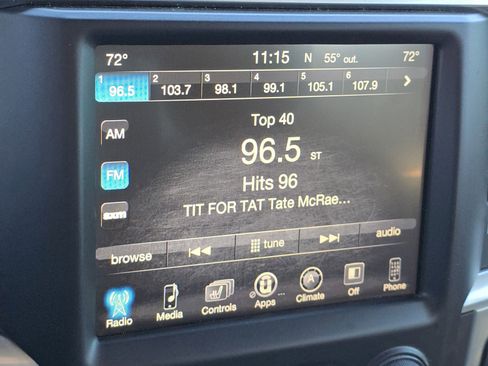 72° 11:15 N 55° out. 72°
1 96.5 2 103.7 3 98.1 4 99.1 5 105.1 6 107.9
Top 40
AM
96.5 ST
FM
Hits 96
TIT FOR TAT Tate McRae...
sxm
browse tune audio
Radio Media Controls Apps ... Climate Off Phone